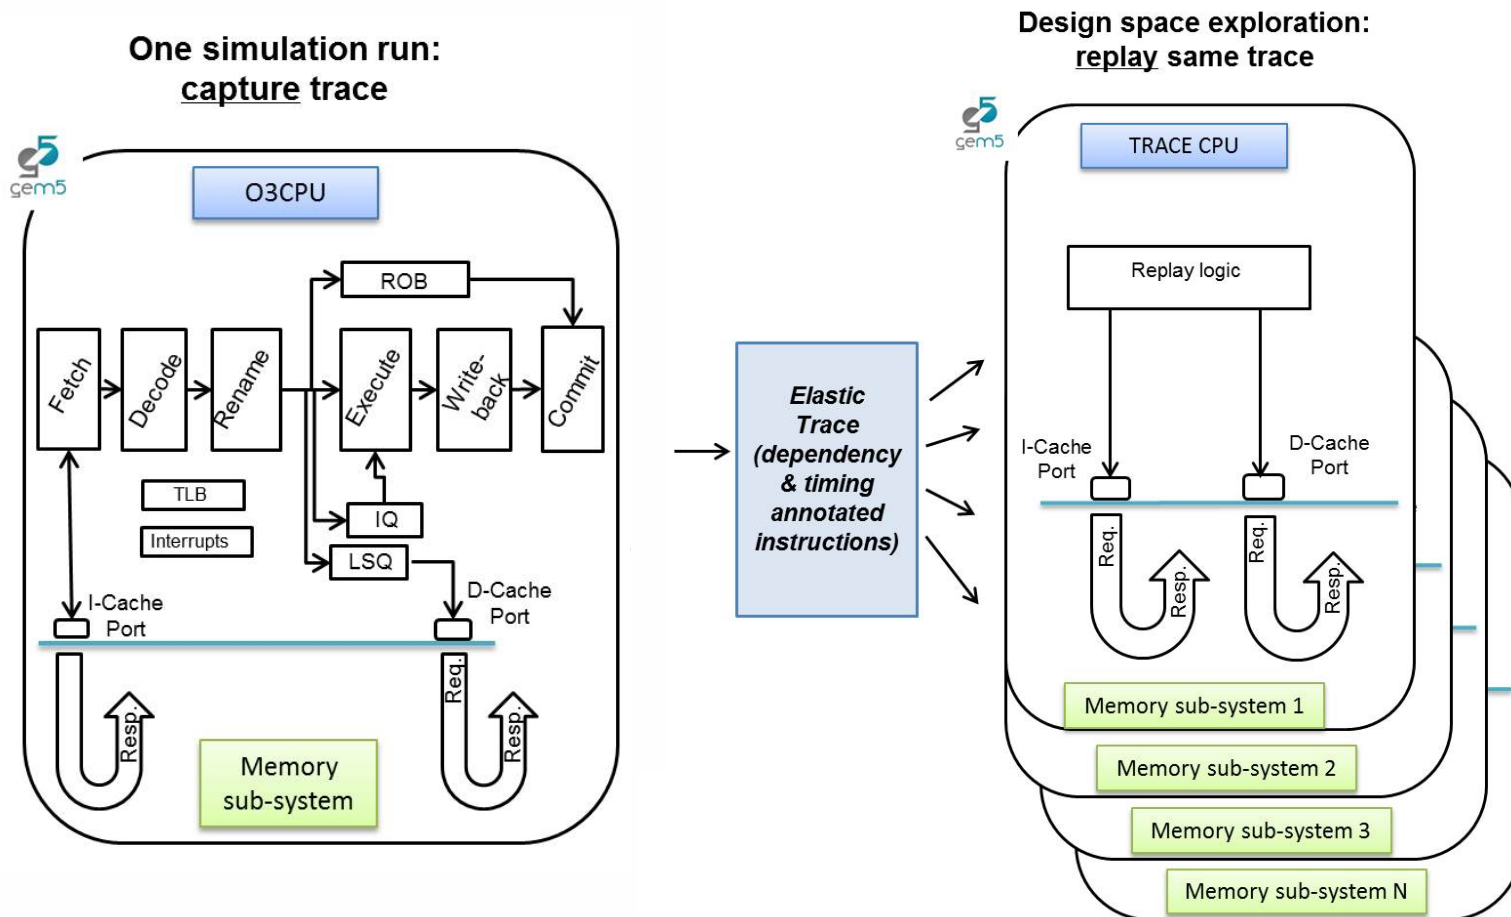 One simulation run:
capture trace
gem5
O3CPU
ROB
Fetch
Decode
Rename
Execute
Write-
back
Commit
TLB
Interrupts
IQ
LSQ
I-Cache
Port
D-Cache
Port
Resp.
Req.
Resp.
Memory
sub-system
Elastic
Trace
(dependency
& timing
annotated
instructions)
Design space exploration:
replay same trace
gem5
TRACE CPU
Replay logic
I-Cache
Port
D-Cache
Port
Req.
Resp.
Req.
Resp.
Memory sub-system 1
Memory sub-system 2
Memory sub-system 3
Memory sub-system N